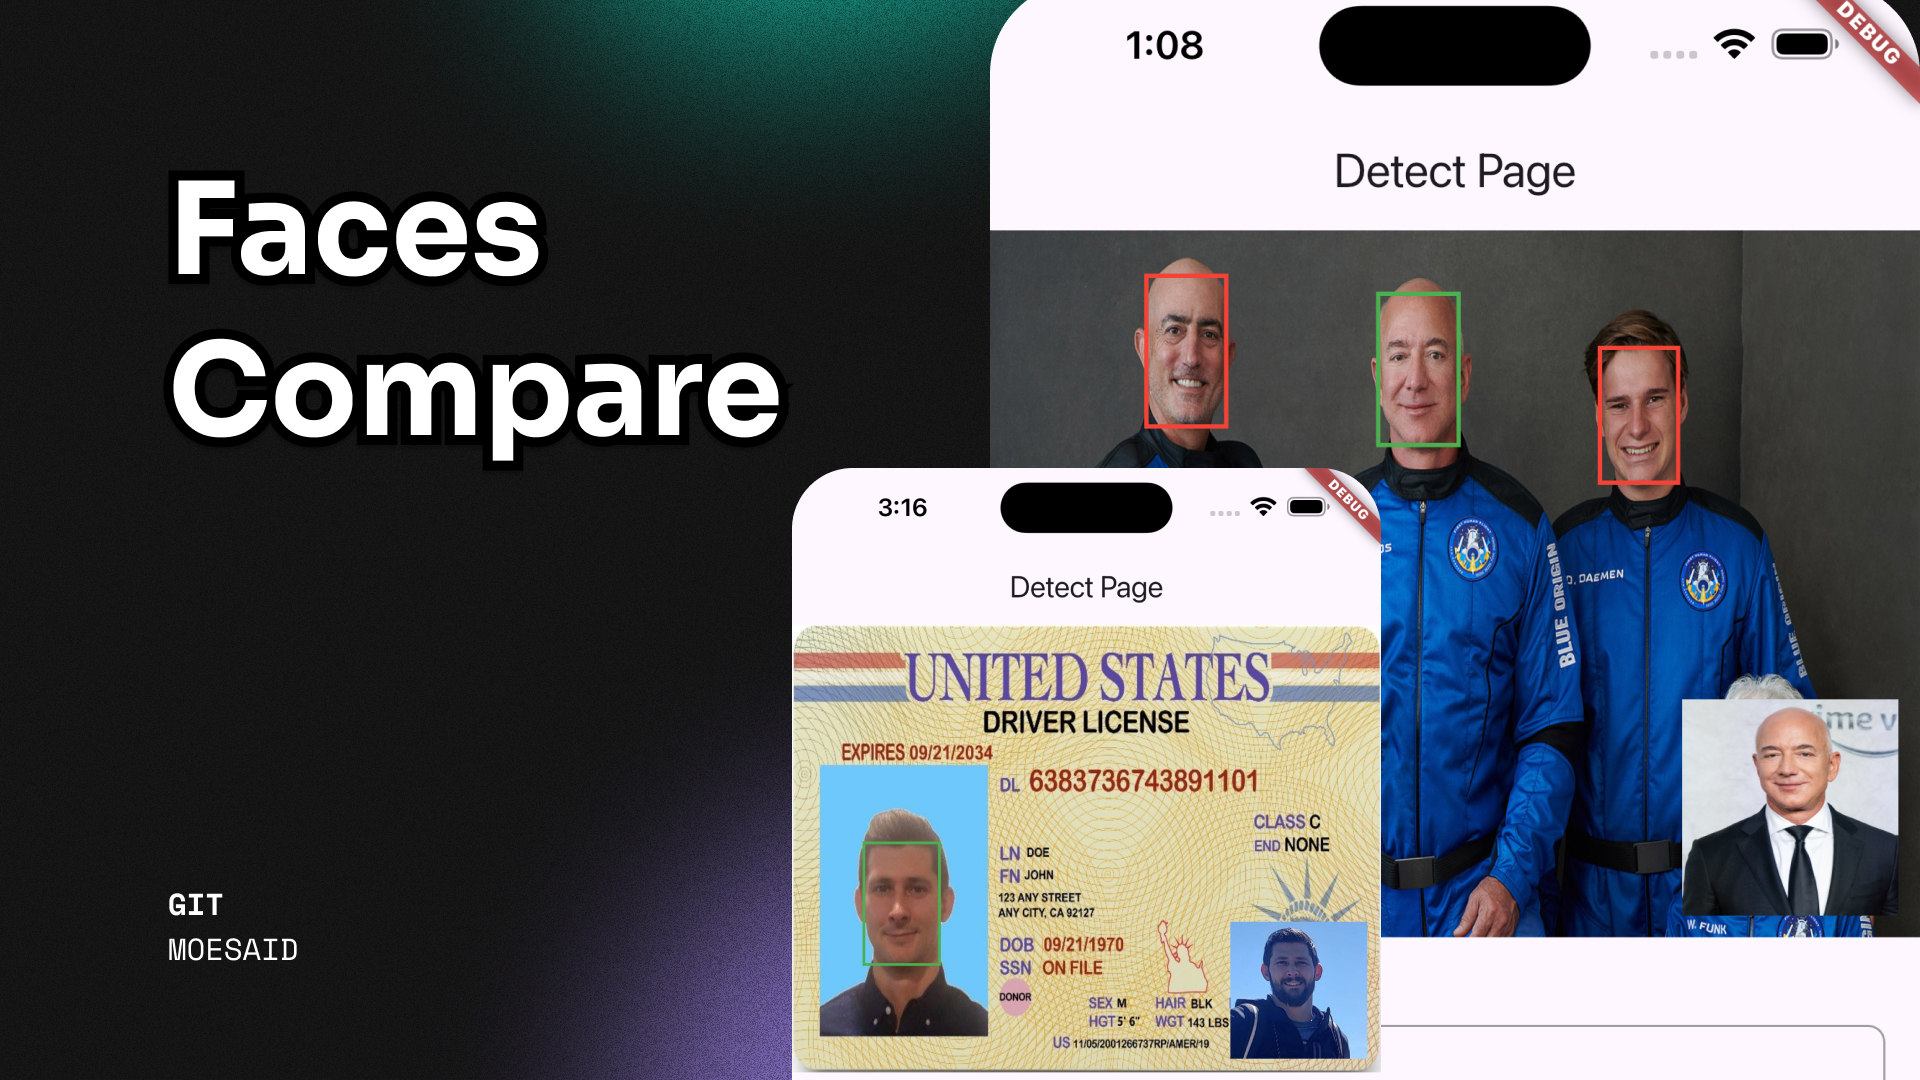 Faces
Compare
GIT
MOESAID
1:08
DEBUG
Detect Page
BLUE ORIGIN
O. DAEMEN
W. FUNK
3:16
DEBUG
Detect Page
UNITED STATES
DRIVER LICENSE
EXPIRES 09/21/2034
DL 6383736743891101
CLASS C
END NONE
LN DOE
FN JOHN
123 ANY STREET
ANY CITY, CA 92127
DOB 09/21/1970
SSN ON FILE
DONOR
SEX M HAIR BLK
HGT 5' 6" WGT 143 LBS
US 11/05/2001266737RP/AMER/19